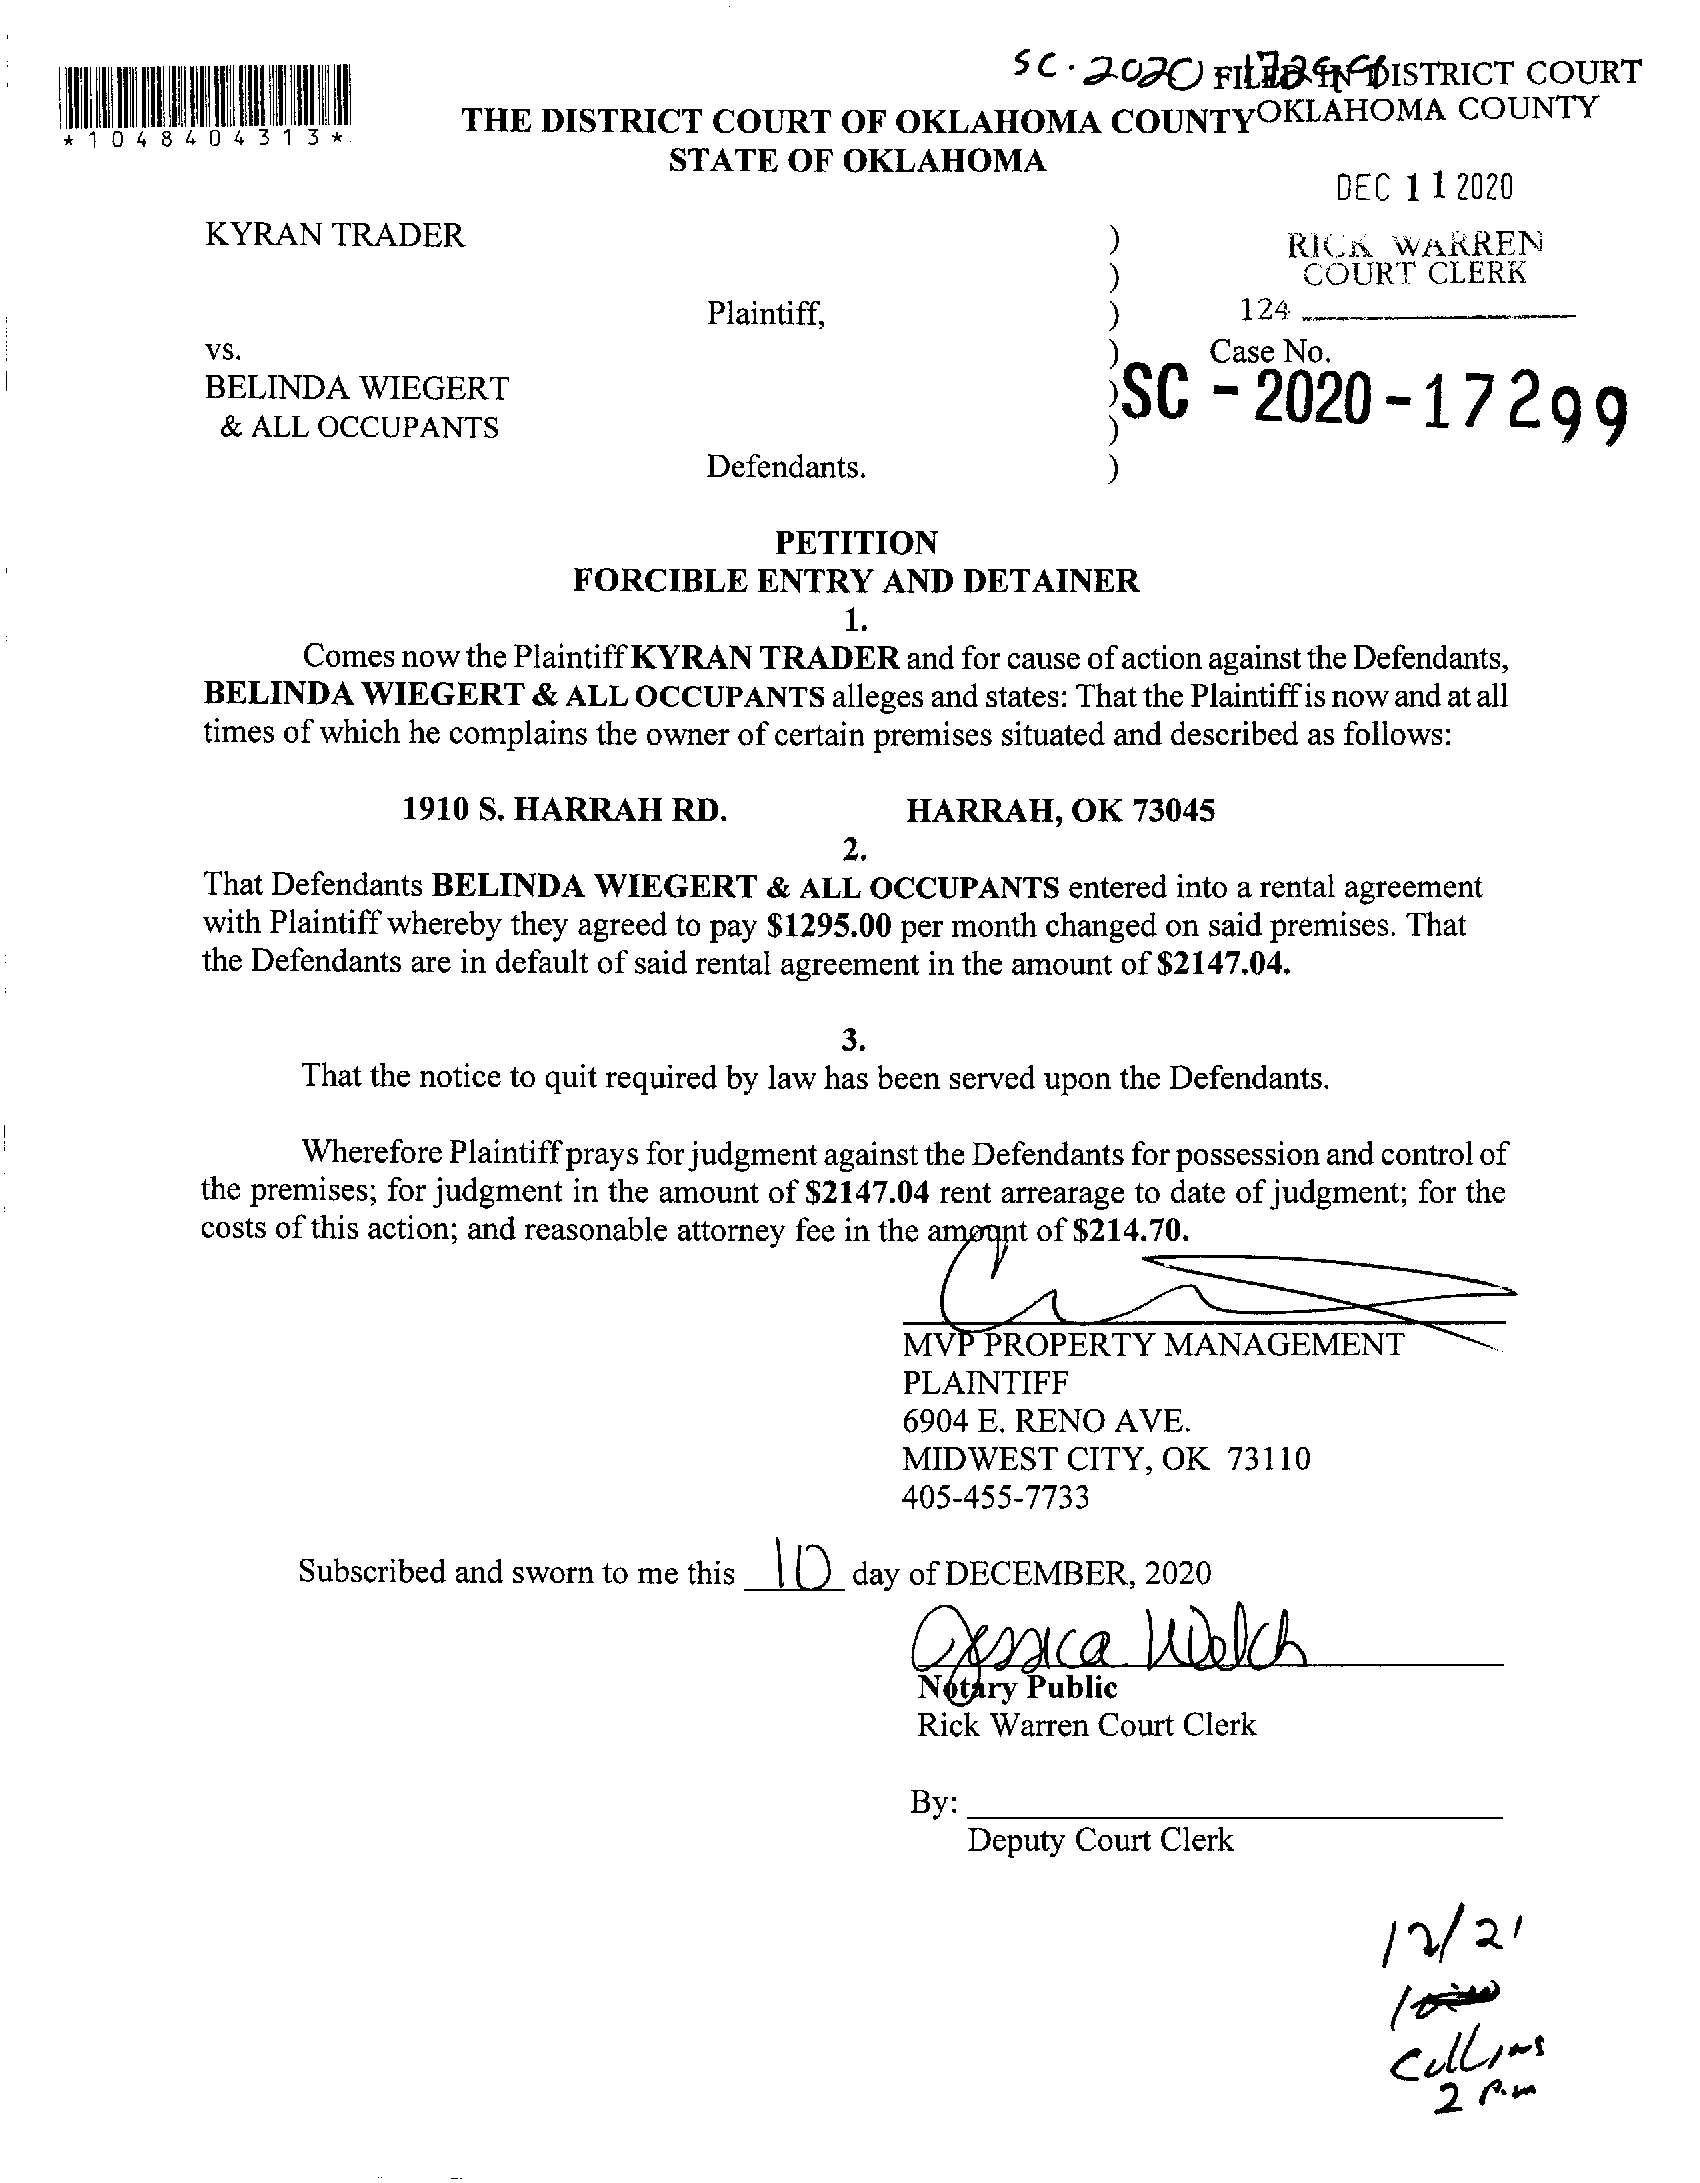 SC-2020 17299 FILED IN DISTRICT COURT
OKLAHOMA COUNTY
*1048404313*
THE DISTRICT COURT OF OKLAHOMA COUNTY
STATE OF OKLAHOMA
DEC 11 2020
RICK WARREN
COURT CLERK
124
KYRAN TRADER )
)
Plaintiff, )
vs. ) Case No.
BELINDA WIEGERT ) SC-2020-17299
& ALL OCCUPANTS )
Defendants. )
PETITION
FORCIBLE ENTRY AND DETAINER
1.
Comes now the Plaintiff KYRAN TRADER and for cause of action against the Defendants,
BELINDA WIEGERT & ALL OCCUPANTS alleges and states: That the Plaintiff is now and at all
times of which he complains the owner of certain premises situated and described as follows:
1910 S. HARRAH RD. HARRAH, OK 73045
2.
That Defendants BELINDA WIEGERT & ALL OCCUPANTS entered into a rental agreement
with Plaintiff whereby they agreed to pay $1295.00 per month changed on said premises. That
the Defendants are in default of said rental agreement in the amount of $2147.04.
3.
That the notice to quit required by law has been served upon the Defendants.
Wherefore Plaintiff prays for judgment against the Defendants for possession and control of
the premises; for judgment in the amount of $2147.04 rent arrearage to date of judgment; for the
costs of this action; and reasonable attorney fee in the amount of $214.70.
MVP PROPERTY MANAGEMENT
PLAINTIFF
6904 E. RENO AVE.
MIDWEST CITY, OK 73110
405-455-7733
Subscribed and sworn to me this 10 day of DECEMBER, 2020
Jessica Welch
Notary Public
Rick Warren Court Clerk
By:
Deputy Court Clerk
12/21
Collins
2 p.m